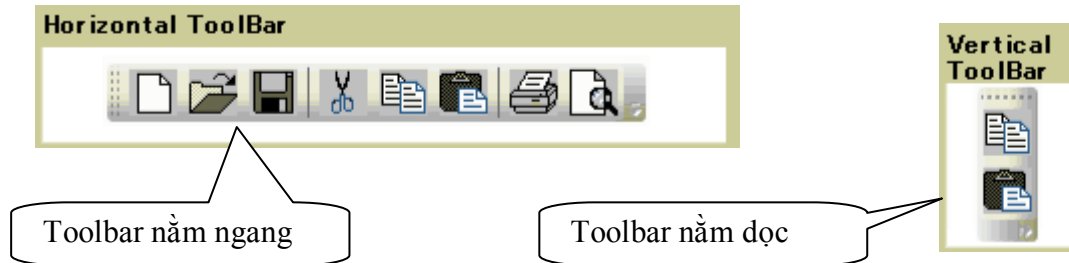 Horizontal ToolBar
Vertical
ToolBar
Toolbar nằm ngang
Toolbar nằm dọc